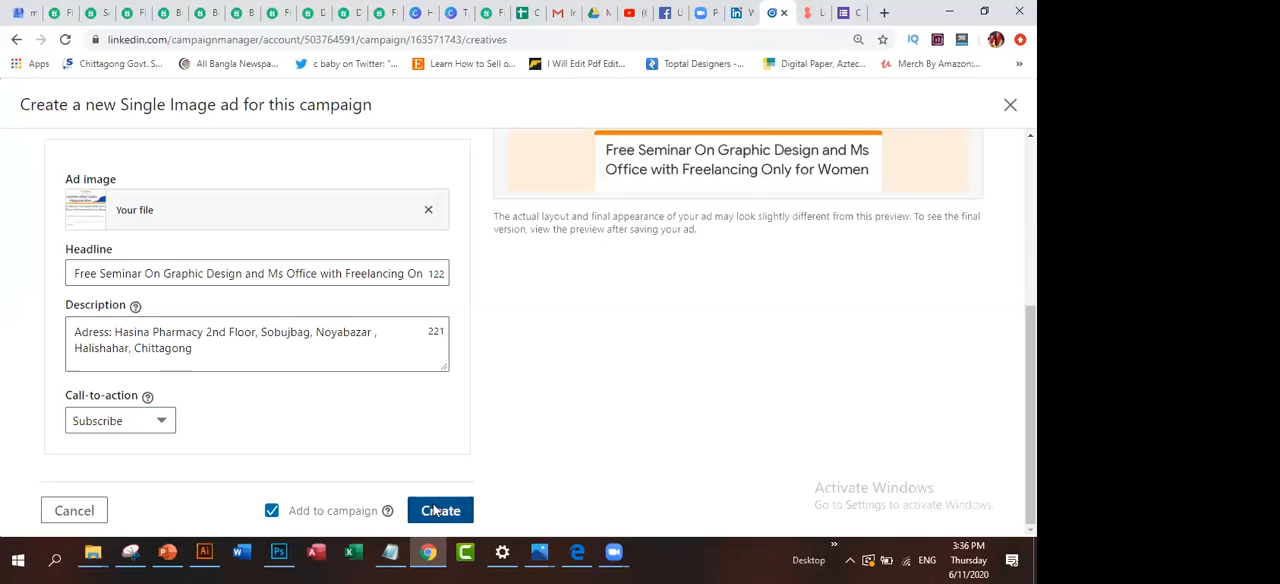 m
Fi
S
Fi
B
B
B
Fi
D
D
Fi
C
H
T
Fi
C
M Ir
M
(6
U
P
W
L
C
linkedin.com/campaignmanager/account/503764591/campaign/163571743/creatives
Apps
Chittagong Govt. S...
All Bangla Newspa...
c baby on Twitter: "...
Learn How to Sell o...
I Will Edit Pdf Edit...
Toptal Designers -...
Digital Paper, Aztec...
Merch By Amazon:...
»
Create a new Single Image ad for this campaign
Ad image
Your file
Headline
Free Seminar On Graphic Design and Ms Office with Freelancing On 122
Description
Adress: Hasina Pharmacy 2nd Floor, Sobujbag, Noyabazar , 221
Halishahar, Chittagong
Call-to-action
Subscribe
Cancel
Add to campaign
Create
Free Seminar On Graphic Design and Ms
Office with Freelancing Only for Women
The actual layout and final appearance of your ad may look slightly different from this preview. To see the final
version, view the preview after saving your ad.
Activate Windows
Go to Settings to activate Windows.
Desktop
ENG
3:36 PM
Thursday
6/11/2020